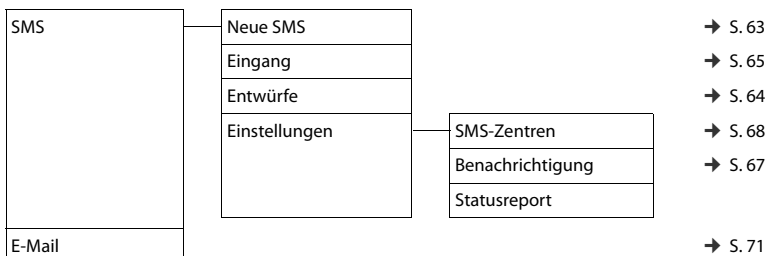 SMS Neue SMS ➔ S. 63
Eingang ➔ S. 65
Entwürfe ➔ S. 64
Einstellungen SMS-Zentren ➔ S. 68
Benachrichtigung ➔ S. 67
Statusreport
E-Mail ➔ S. 71